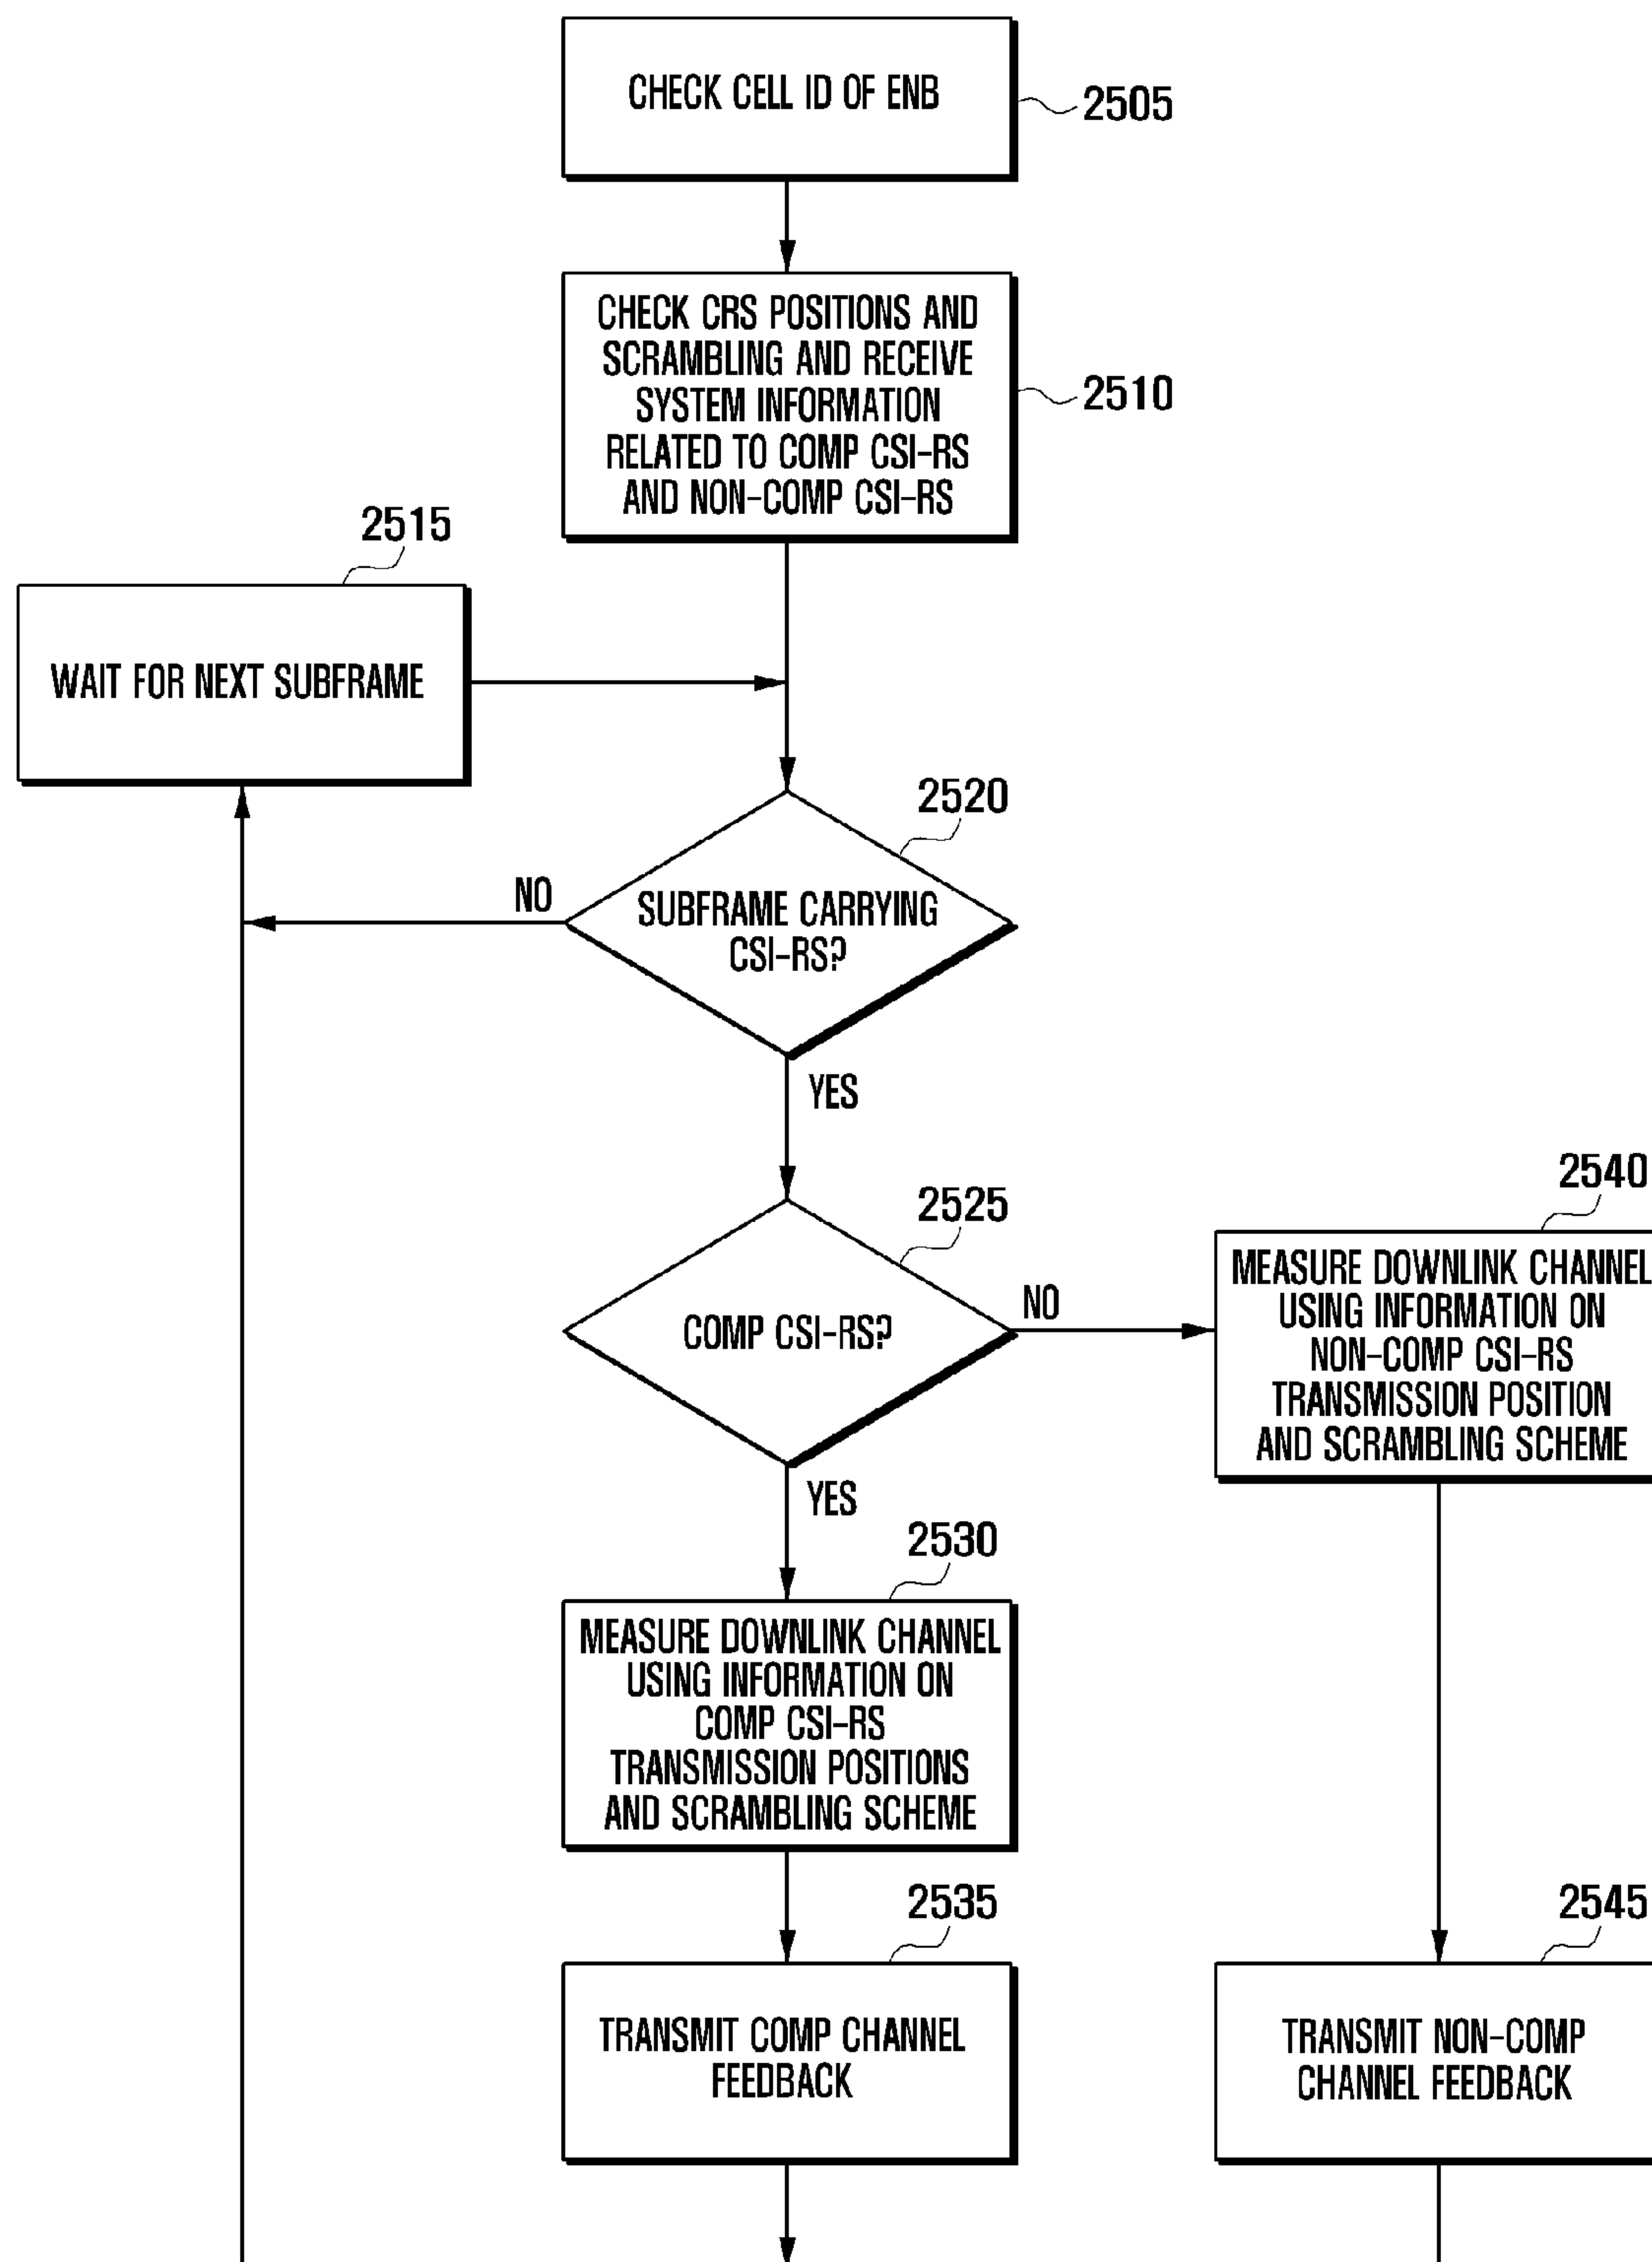 CHECK CELL ID OF ENB
2505
CHECK CRS POSITIONS AND
SCRAMBLING AND RECEIVE
SYSTEM INFORMATION
RELATED TO COMP CSI-RS
AND NON-COMP CSI-RS
2510
2515
WAIT FOR NEXT SUBFRAME
2520
SUBFRAME CARRYING
CSI-RS?
NO
YES
2525
COMP CSI-RS?
NO
YES
2540
MEASURE DOWNLINK CHANNEL
USING INFORMATION ON
NON-COMP CSI-RS
TRANSMISSION POSITION
AND SCRAMBLING SCHEME
2530
MEASURE DOWNLINK CHANNEL
USING INFORMATION ON
COMP CSI-RS
TRANSMISSION POSITIONS
AND SCRAMBLING SCHEME
2535
TRANSMIT COMP CHANNEL
FEEDBACK
2545
TRANSMIT NON-COMP
CHANNEL FEEDBACK